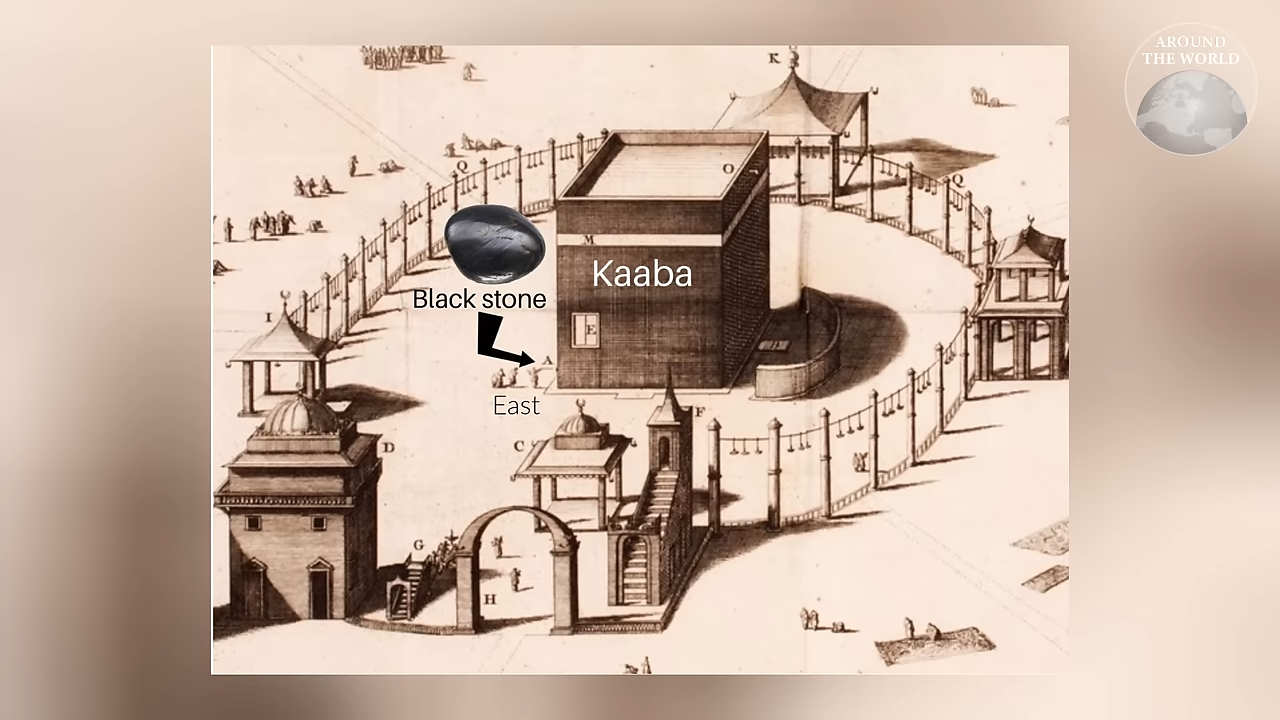 AROUND
THE WORLD
K
Q
O
Q
M
Kaaba
Black stone
E
I
A
East
F
C
D
G
H